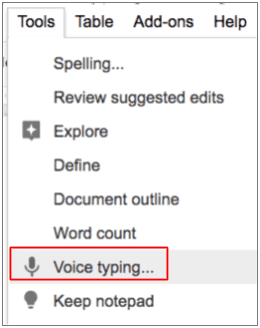 Tools Table Add-ons Help
Spelling...
Review suggested edits
Explore
Define
Document outline
Word count
Voice typing...
Keep notepad